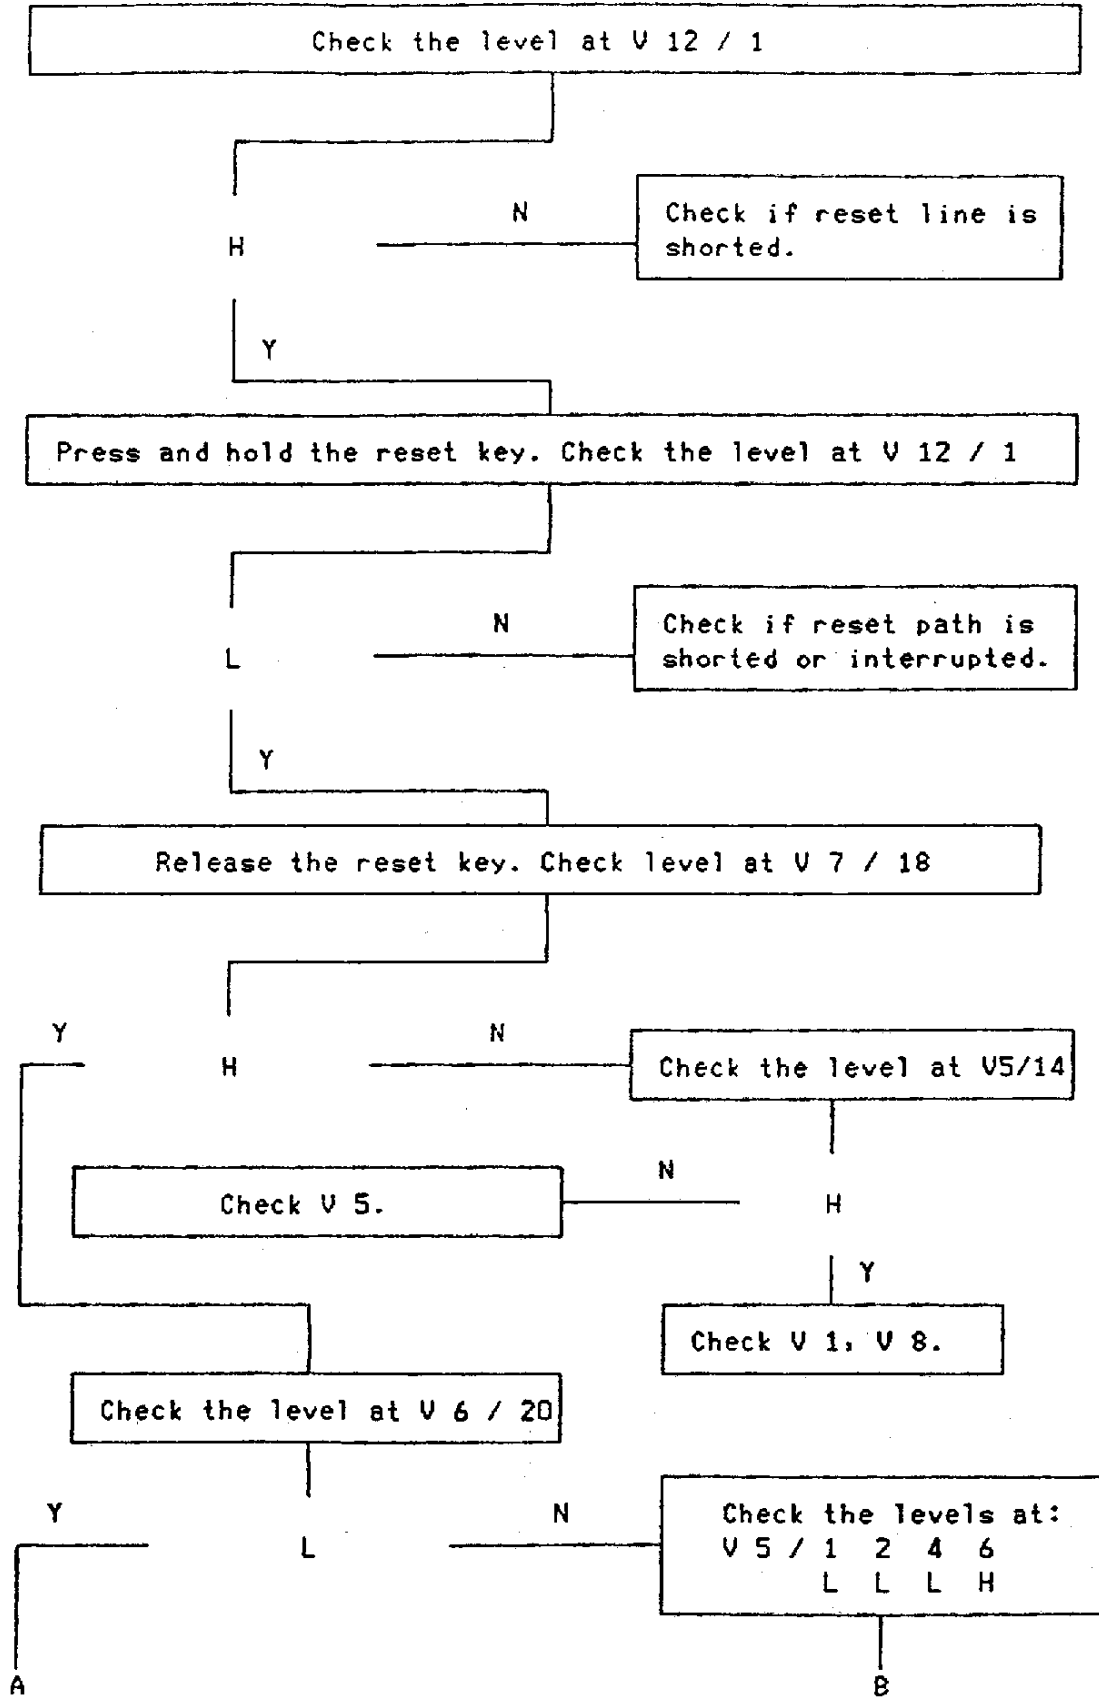 Check the level at V 12 / 1
N
Check if reset line is
shorted.
H
Y
Press and hold the reset key. Check the level at V 12 / 1
N
Check if reset path is
shorted or interrupted.
L
Y
Release the reset key. Check level at V 7 / 18
Y
N
H
Check the level at V5/14
N
Check V 5.
H
Y
Check V 1, V 8.
Check the level at V 6 / 20
Y
N
L
Check the levels at:
V 5 / 1 2 4 6
L L L H
A
B